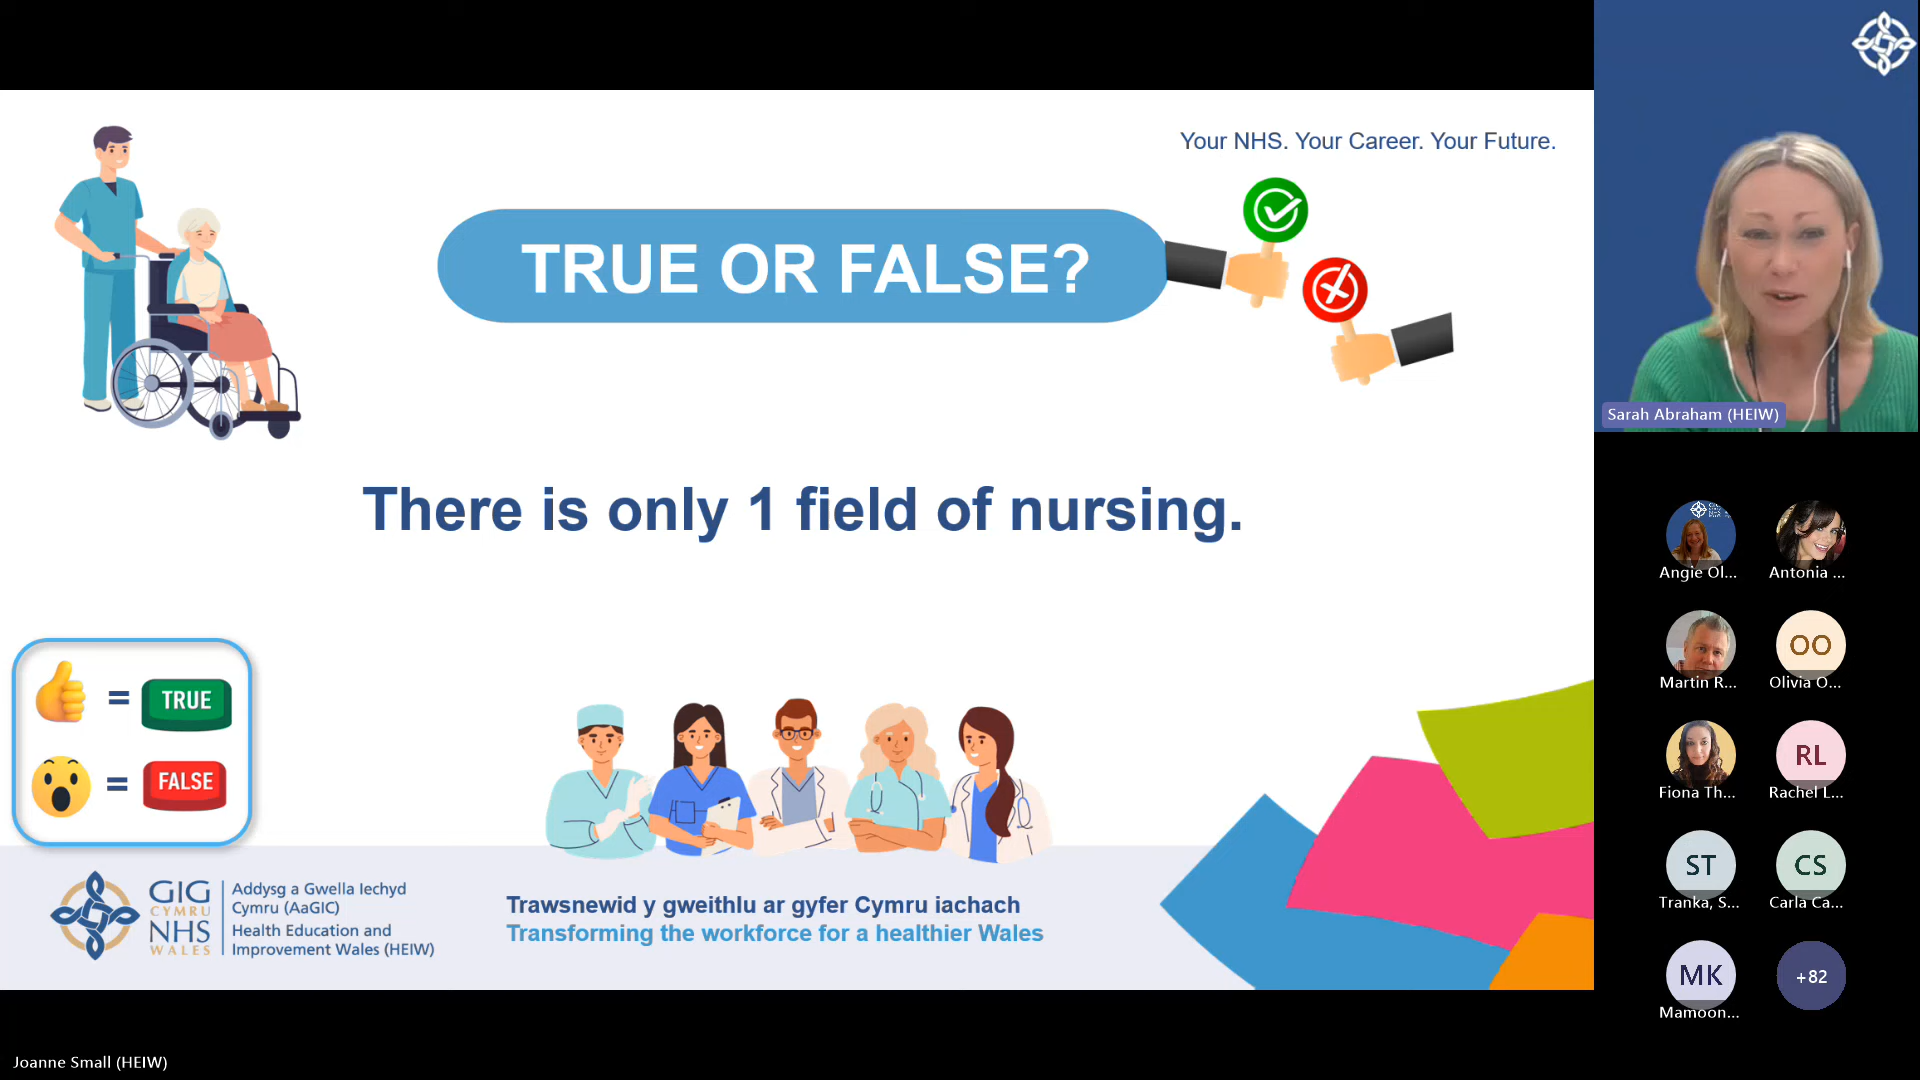 Your NHS. Your Career. Your Future.
TRUE OR FALSE?
There is only 1 field of nursing.
= TRUE
= FALSE
GIG
CYMRU
NHS
WALES
Addysg a Gwella Iechyd
Cymru (AaGIC)
Health Education and
Improvement Wales (HEIW)
Trawsnewid y gweithlu ar gyfer Cymru iachach
Transforming the workforce for a healthier Wales
Sarah Abraham (HEIW)
Angie Ol...
Antonia ...
Martin R...
OO
Olivia O...
Fiona Th...
RL
Rachel L...
ST
Tranka, S...
CS
Carla Ca...
MK
Mamoon...
+82
Joanne Small (HEIW)